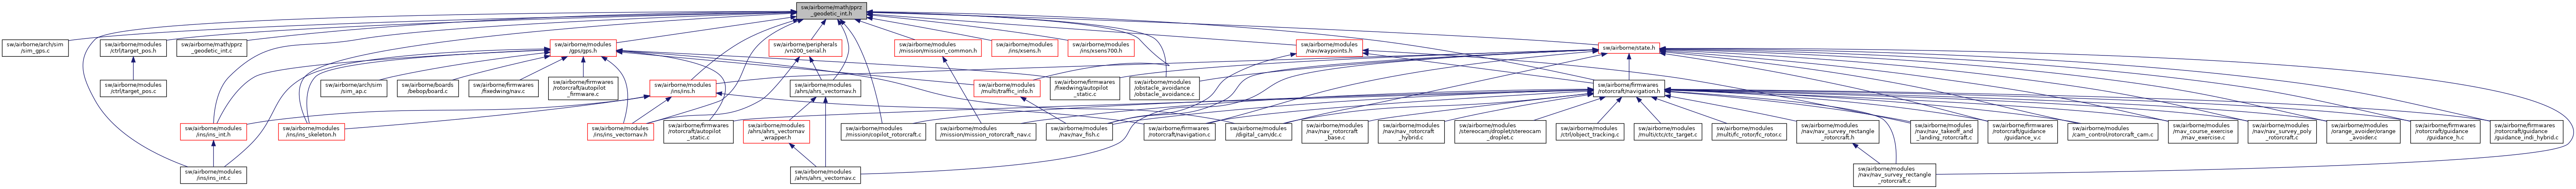 sw/airborne/math/pprz
_geodetic_int.h
sw/airborne/arch/sim
/sim_gps.c
sw/airborne/modules
/ctrl/target_pos.h
sw/airborne/math/pprz
_geodetic_int.c
sw/airborne/modules
/gps/gps.h
sw/airborne/peripherals
/vn200_serial.h
sw/airborne/modules
/mission/mission_common.h
sw/airborne/modules
/ins/xsens.h
sw/airborne/modules
/ins/xsens700.h
sw/airborne/modules
/nav/waypoints.h
sw/airborne/state.h
sw/airborne/modules
/ctrl/target_pos.c
sw/airborne/arch/sim
/sim_ap.c
sw/airborne/boards
/bebop/board.c
sw/airborne/firmwares
/fixedwing/nav.c
sw/airborne/firmwares
/rotorcraft/autopilot
_firmware.c
sw/airborne/modules
/ins/ins.h
sw/airborne/modules
/ahrs/ahrs_vectornav.h
sw/airborne/modules
/multi/traffic_info.h
sw/airborne/firmwares
/fixedwing/autopilot
_static.c
sw/airborne/modules
/obstacle_avoidance
/obstacle_avoidance.c
sw/airborne/firmwares
/rotorcraft/navigation.h
sw/airborne/modules
/ins/ins_int.h
sw/airborne/modules
/ins/ins_skeleton.h
sw/airborne/modules
/ins/ins_vectornav.h
sw/airborne/firmwares
/rotorcraft/autopilot
_static.c
sw/airborne/modules
/ahrs/ahrs_vectornav
_wrapper.h
sw/airborne/modules
/mission/copilot_rotorcraft.c
sw/airborne/modules
/mission/mission_rotorcraft_nav.c
sw/airborne/modules
/nav/nav_fish.c
sw/airborne/firmwares
/rotorcraft/navigation.c
sw/airborne/modules
/digital_cam/dc.c
sw/airborne/modules
/nav/nav_rotorcraft
_base.c
sw/airborne/modules
/nav/nav_rotorcraft
_hybrid.c
sw/airborne/modules
/stereocam/droplet/stereocam
_droplet.c
sw/airborne/modules
/ctrl/object_tracking.c
sw/airborne/modules
/multi/ctc/ctc_target.c
sw/airborne/modules
/multi/fc_rotor/fc_rotor.c
sw/airborne/modules
/nav/nav_survey_rectangle
_rotorcraft.h
sw/airborne/modules
/nav/nav_takeoff_and
_landing_rotorcraft.c
sw/airborne/firmwares
/rotorcraft/guidance
/guidance_v.c
sw/airborne/modules
/cam_control/rotorcraft_cam.c
sw/airborne/modules
/mav_course_exercise
/mav_exercise.c
sw/airborne/modules
/nav/nav_survey_poly
_rotorcraft.c
sw/airborne/modules
/orange_avoider/orange
_avoider.c
sw/airborne/firmwares
/rotorcraft/guidance
/guidance_h.c
sw/airborne/firmwares
/rotorcraft/guidance
/guidance_indi_hybrid.c
sw/airborne/modules
/ins/ins_int.c
sw/airborne/modules
/ahrs/ahrs_vectornav.c
sw/airborne/modules
/nav/nav_survey_rectangle
_rotorcraft.c